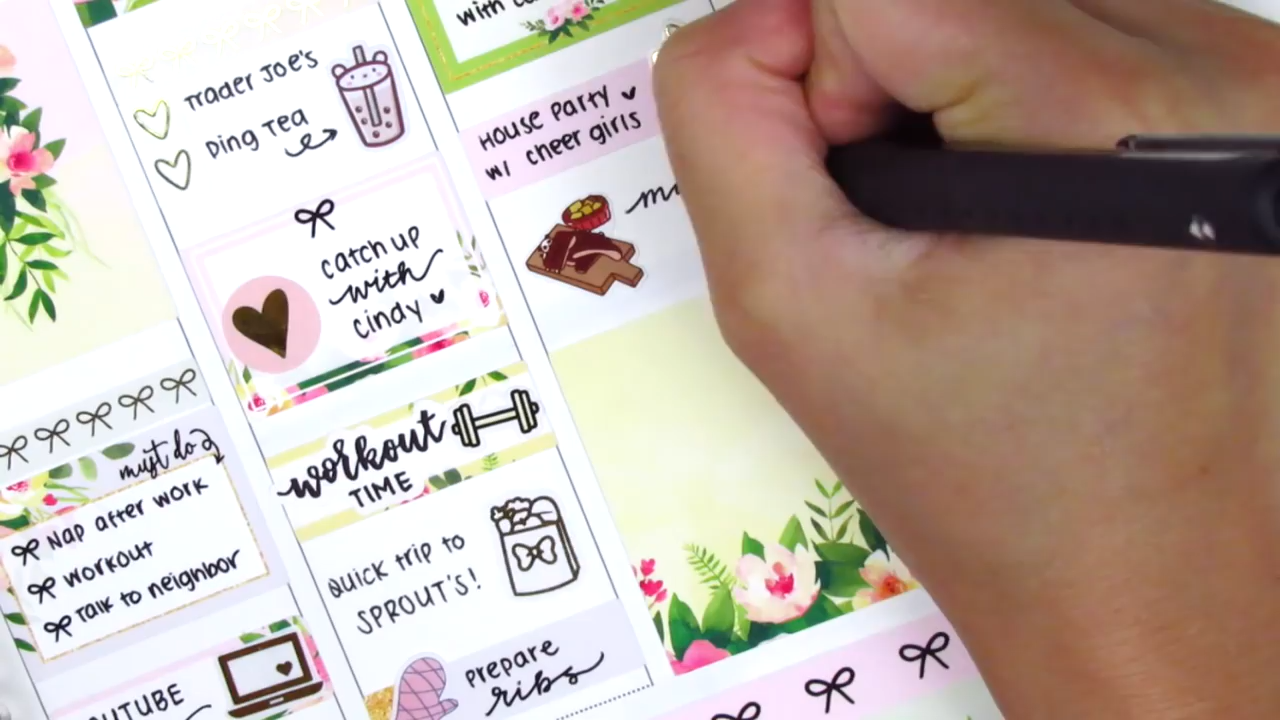 Trader Joe's
Ding Tea
catch up
with
cindy
workout
TIME
Quick trip to
SPROUT'S!
prepare
ribs
must do
Nap after work
workout
Talk to neighbor
with
House Party
w/ cheer girls